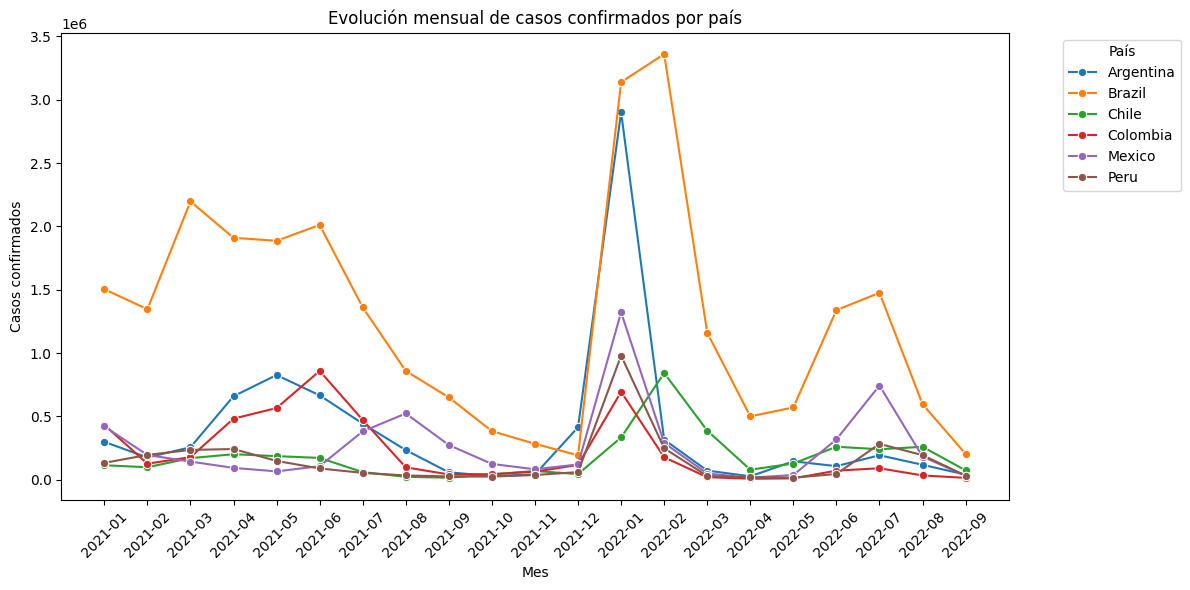 Evolución mensual de casos confirmados por país
1e6
3.5
3.0
2.5
2.0
1.5
1.0
0.5
0.0
Casos confirmados
2021-01
2021-02
2021-03
2021-04
2021-05
2021-06
2021-07
2021-08
2021-09
2021-10
2021-11
2021-12
2022-01
2022-02
2022-03
2022-04
2022-05
2022-06
2022-07
2022-08
2022-09
Mes
País
Argentina
Brazil
Chile
Colombia
Mexico
Peru